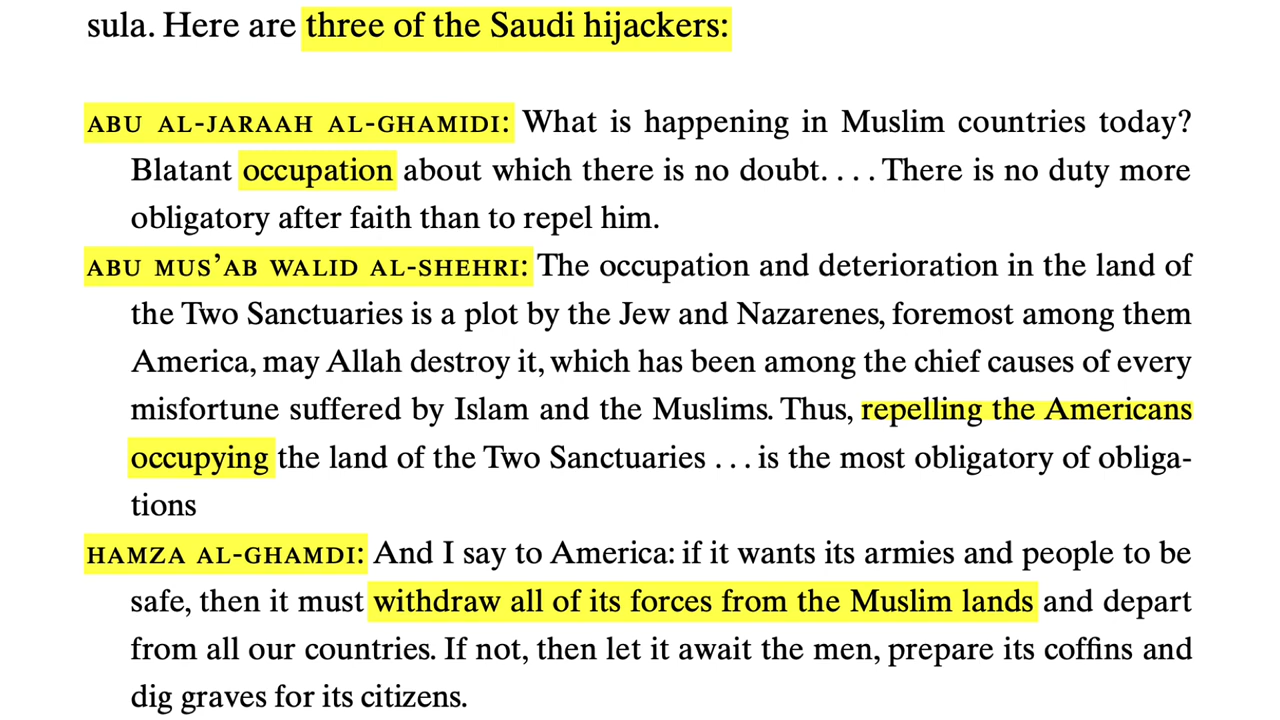 sula. Here are three of the Saudi hijackers:
ABU AL-JARAAH AL-GHAMIDI: What is happening in Muslim countries today?
Blatant occupation about which there is no doubt. . . . There is no duty more
obligatory after faith than to repel him.
ABU MUS’AB WALID AL-SHEHRI: The occupation and deterioration in the land of
the Two Sanctuaries is a plot by the Jew and Nazarenes, foremost among them
America, may Allah destroy it, which has been among the chief causes of every
misfortune suffered by Islam and the Muslims. Thus, repelling the Americans
occupying the land of the Two Sanctuaries . . . is the most obligatory of obliga-
tions
HAMZA AL-GHAMDI: And I say to America: if it wants its armies and people to be
safe, then it must withdraw all of its forces from the Muslim lands and depart
from all our countries. If not, then let it await the men, prepare its coffins and
dig graves for its citizens.